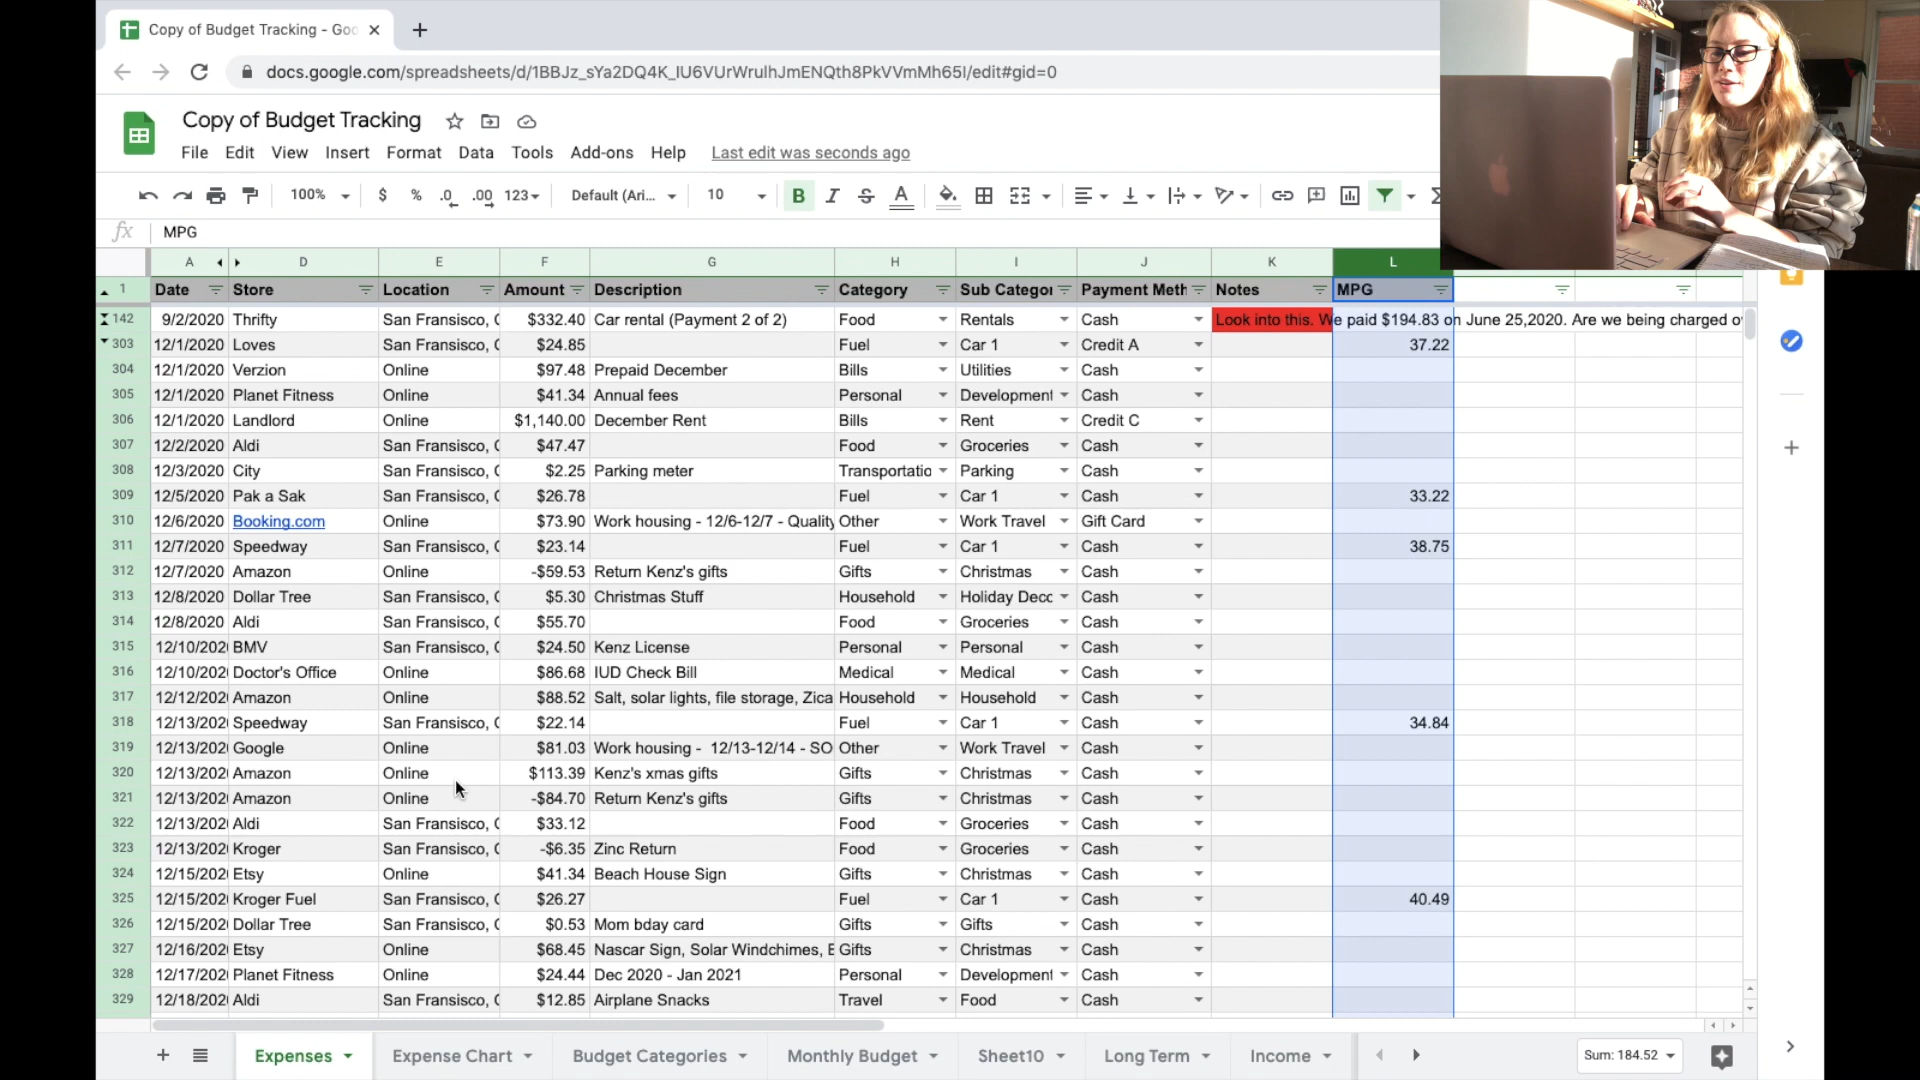 Copy of Budget Tracking - Goo
docs.google.com/spreadsheets/d/1BBJz_sYa2DQ4K_IU6VUrWrulhJmENQth8PkVVmMh65I/edit#gid=0
Copy of Budget Tracking
File Edit View Insert Format Data Tools Add-ons Help Last edit was seconds ago
100% $ % .0 .00 123 Default (Ari... 10 B I S A
fx MPG
A D E F G H I J K L
1 Date Store Location Amount Description Category Sub Categor Payment Meth Notes MPG
142 9/2/2020 Thrifty San Fransisco, C $332.40 Car rental (Payment 2 of 2) Food Rentals Cash Look into this. We paid $194.83 on June 25,2020. Are we being charged o
303 12/1/2020 Loves San Fransisco, C $24.85 Fuel Car 1 Credit A 37.22
304 12/1/2020 Verzion Online $97.48 Prepaid December Bills Utilities Cash
305 12/1/2020 Planet Fitness Online $41.34 Annual fees Personal Development Cash
306 12/1/2020 Landlord Online $1,140.00 December Rent Bills Rent Credit C
307 12/2/2020 Aldi San Fransisco, C $47.47 Food Groceries Cash
308 12/3/2020 City San Fransisco, C $2.25 Parking meter Transportatio Parking Cash
309 12/5/2020 Pak a Sak San Fransisco, C $26.78 Fuel Car 1 Cash 33.22
310 12/6/2020 Booking.com Online $73.90 Work housing - 12/6-12/7 - Quality Other Work Travel Gift Card
311 12/7/2020 Speedway San Fransisco, C $23.14 Fuel Car 1 Cash 38.75
312 12/7/2020 Amazon Online -$59.53 Return Kenz's gifts Gifts Christmas Cash
313 12/8/2020 Dollar Tree San Fransisco, C $5.30 Christmas Stuff Household Holiday Decc Cash
314 12/8/2020 Aldi San Fransisco, C $55.70 Food Groceries Cash
315 12/10/202 BMV San Fransisco, C $24.50 Kenz License Personal Personal Cash
316 12/10/202 Doctor's Office Online $86.68 IUD Check Bill Medical Medical Cash
317 12/12/202 Amazon Online $88.52 Salt, solar lights, file storage, Zica Household Household Cash
318 12/13/202 Speedway San Fransisco, C $22.14 Fuel Car 1 Cash 34.84
319 12/13/202 Google Online $81.03 Work housing - 12/13-12/14 - SO Other Work Travel Cash
320 12/13/202 Amazon Online $113.39 Kenz's xmas gifts Gifts Christmas Cash
321 12/13/202 Amazon Online -$84.70 Return Kenz's gifts Gifts Christmas Cash
322 12/13/202 Aldi San Fransisco, C $33.12 Food Groceries Cash
323 12/13/202 Kroger San Fransisco, C -$6.35 Zinc Return Food Groceries Cash
324 12/15/202 Etsy Online $41.34 Beach House Sign Gifts Christmas Cash
325 12/15/202 Kroger Fuel San Fransisco, C $26.27 Fuel Car 1 Cash 40.49
326 12/15/202 Dollar Tree San Fransisco, C $0.53 Mom bday card Gifts Gifts Cash
327 12/16/202 Etsy Online $68.45 Nascar Sign, Solar Windchimes, E Gifts Christmas Cash
328 12/17/202 Planet Fitness Online $24.44 Dec 2020 - Jan 2021 Personal Development Cash
329 12/18/202 Aldi San Fransisco, C $12.85 Airplane Snacks Travel Food Cash
Expenses Expense Chart Budget Categories Monthly Budget Sheet10 Long Term Income Sum: 184.52